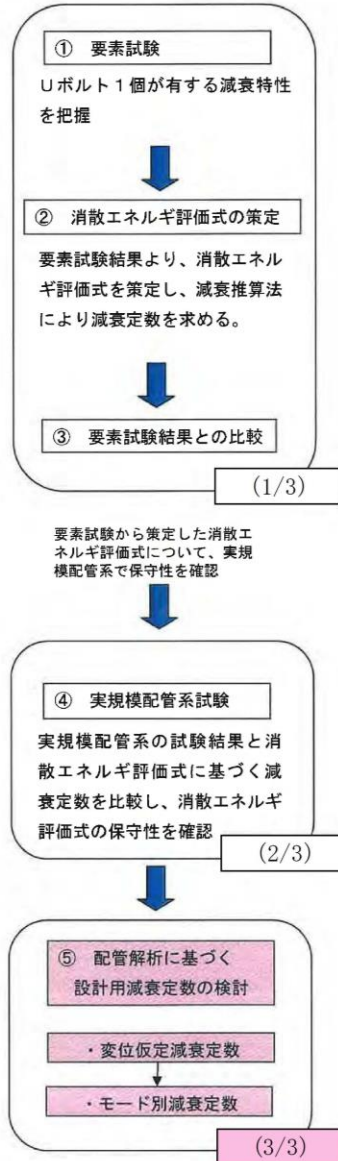 ① 要素試験
Uボルト1個が有する減衰特性
を把握
② 消散エネルギ評価式の策定
要素試験結果より、消散エネル
ギ評価式を策定し、減衰推算法
により減衰定数を求める。
③ 要素試験結果との比較
(1/3)
要素試験から策定した消散エ
ネルギ評価式について、実規
模配管系で保守性を確認
④ 実規模配管系試験
実規模配管系の試験結果と消
散エネルギ評価式に基づく減
衰定数を比較し、消散エネルギ
評価式の保守性を確認
(2/3)
⑤ 配管解析に基づく
設計用減衰定数の検討
・変位仮定減衰定数
・モード別減衰定数
(3/3)